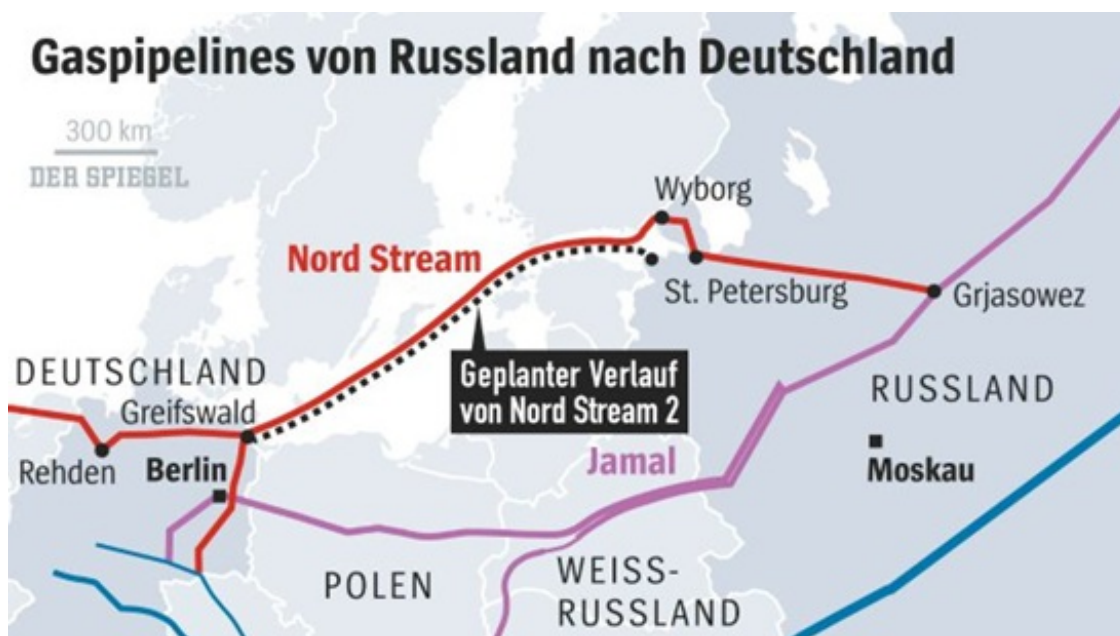 Gaspipelines von Russland nach Deutschland
300 km
DER SPIEGEL
Wyborg
Nord Stream
St. Petersburg
Grjasowez
DEUTSCHLAND
Greifswald
Geplanter Verlauf
von Nord Stream 2
RUSSLAND
Rehden
Berlin
Jamal
Moskau
POLEN
WEISS-
RUSSLAND